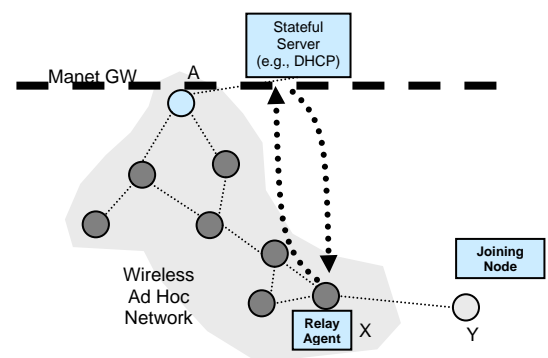 Stateful
Server
(e.g., DHCP)
Manet GW
A
Joining
Node
Wireless
Ad Hoc
Network
Relay
Agent
X
Y